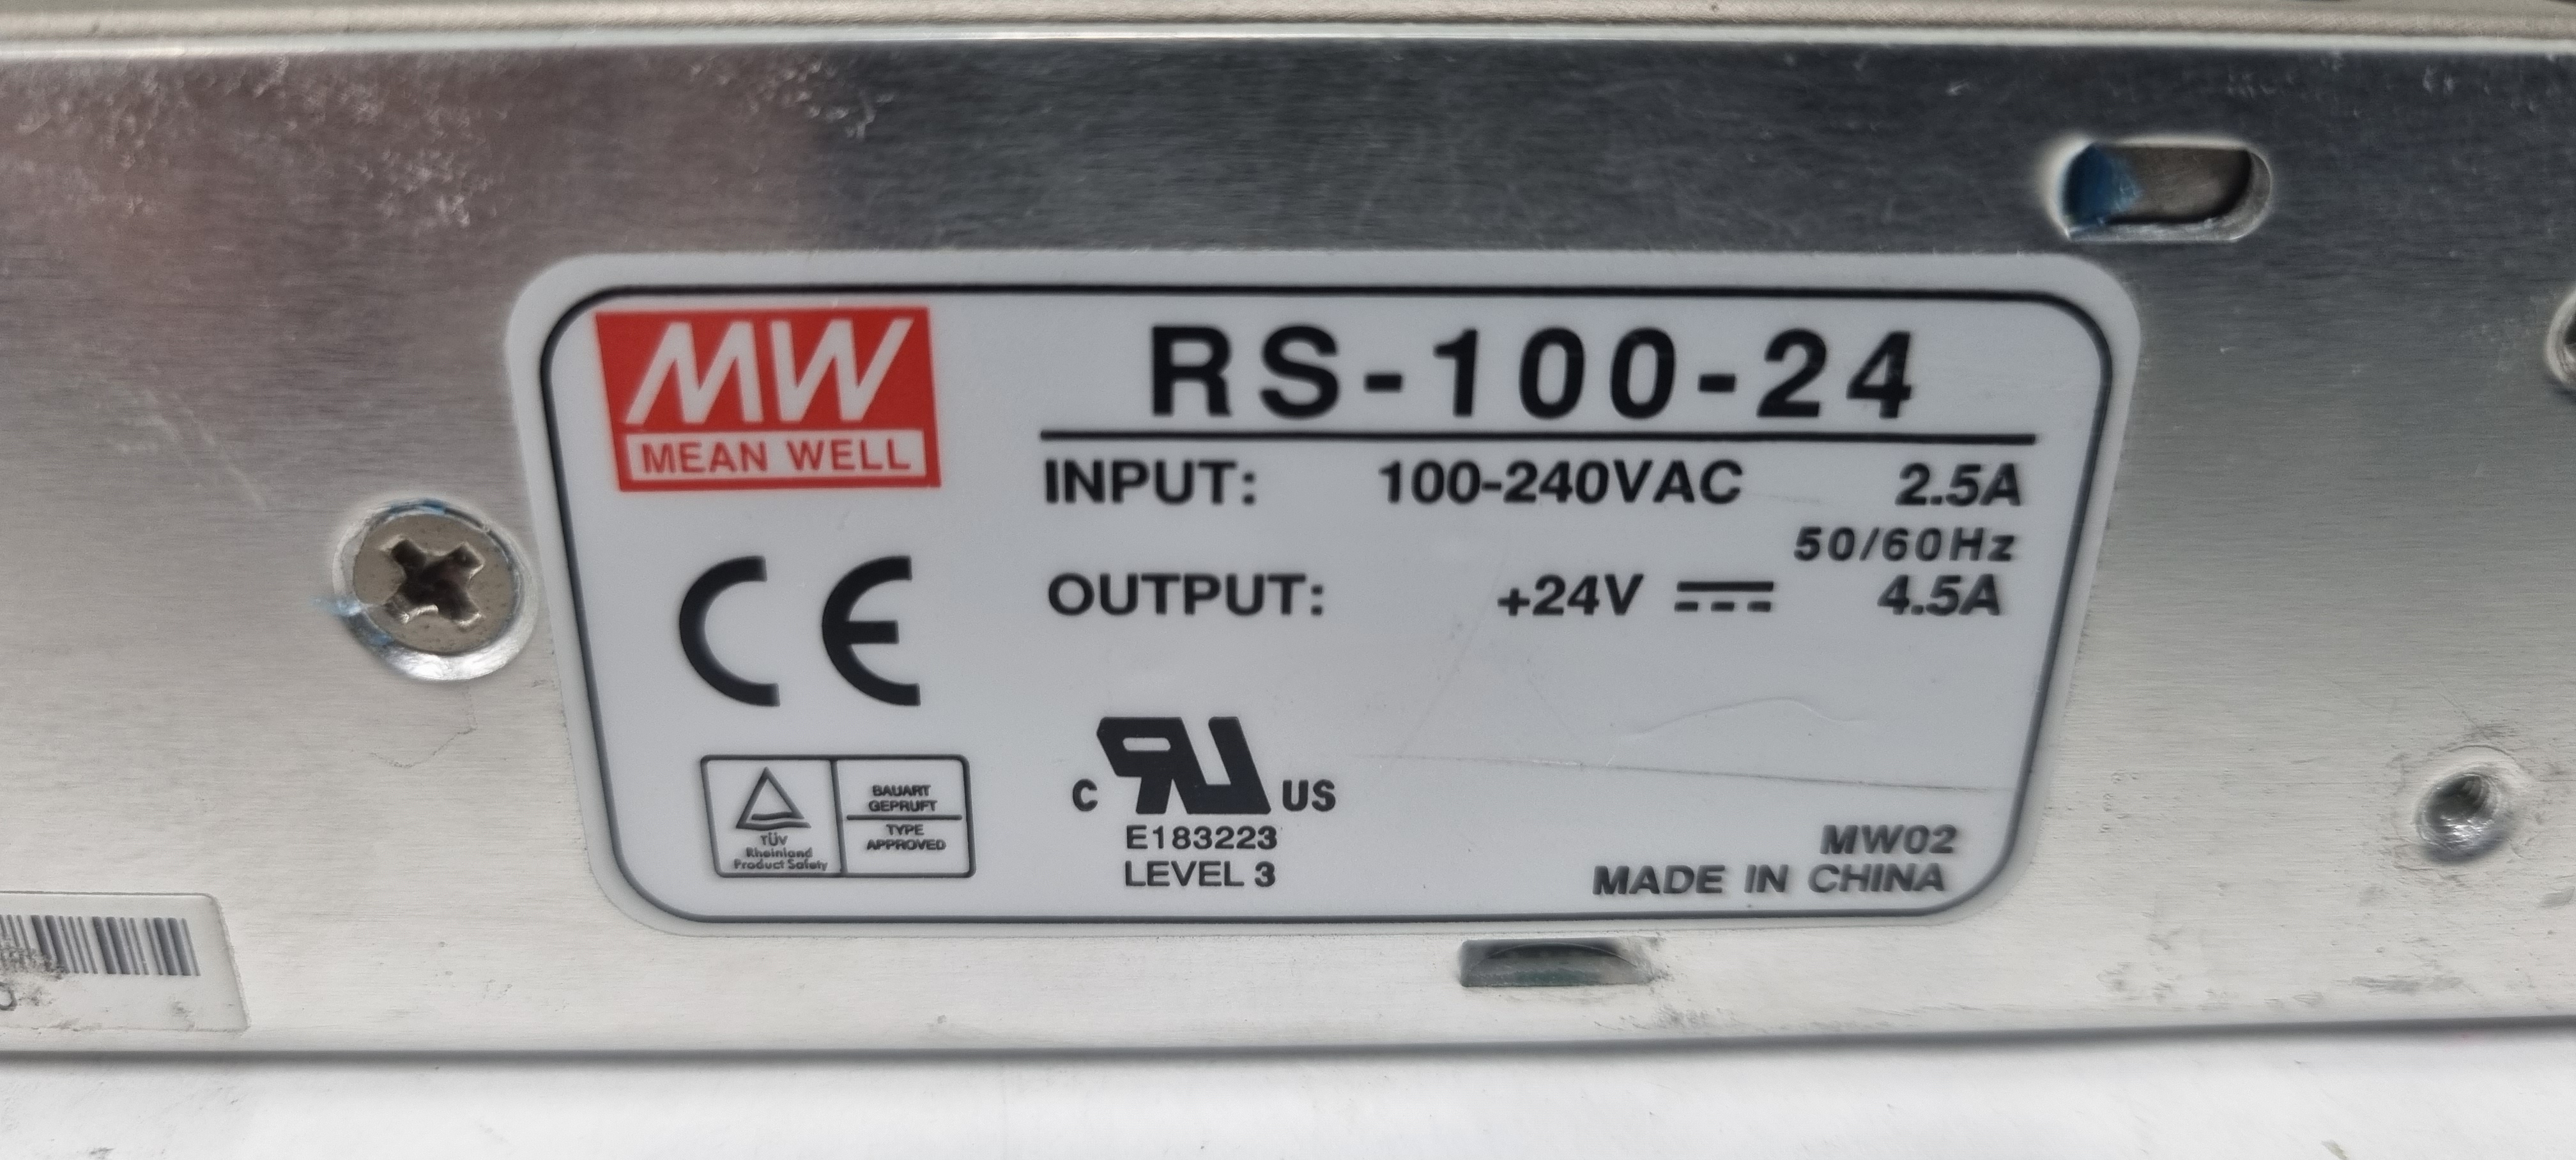 MW
MEAN WELL
RS-100-24
INPUT: 100-240VAC 2.5A
50/60Hz
OUTPUT: +24V 4.5A
CE
TÜV
Rheinland
Product Safety
BAUART
GEPRUFT
TYPE
APPROVED
C RU US
E183223
LEVEL 3
MW02
MADE IN CHINA